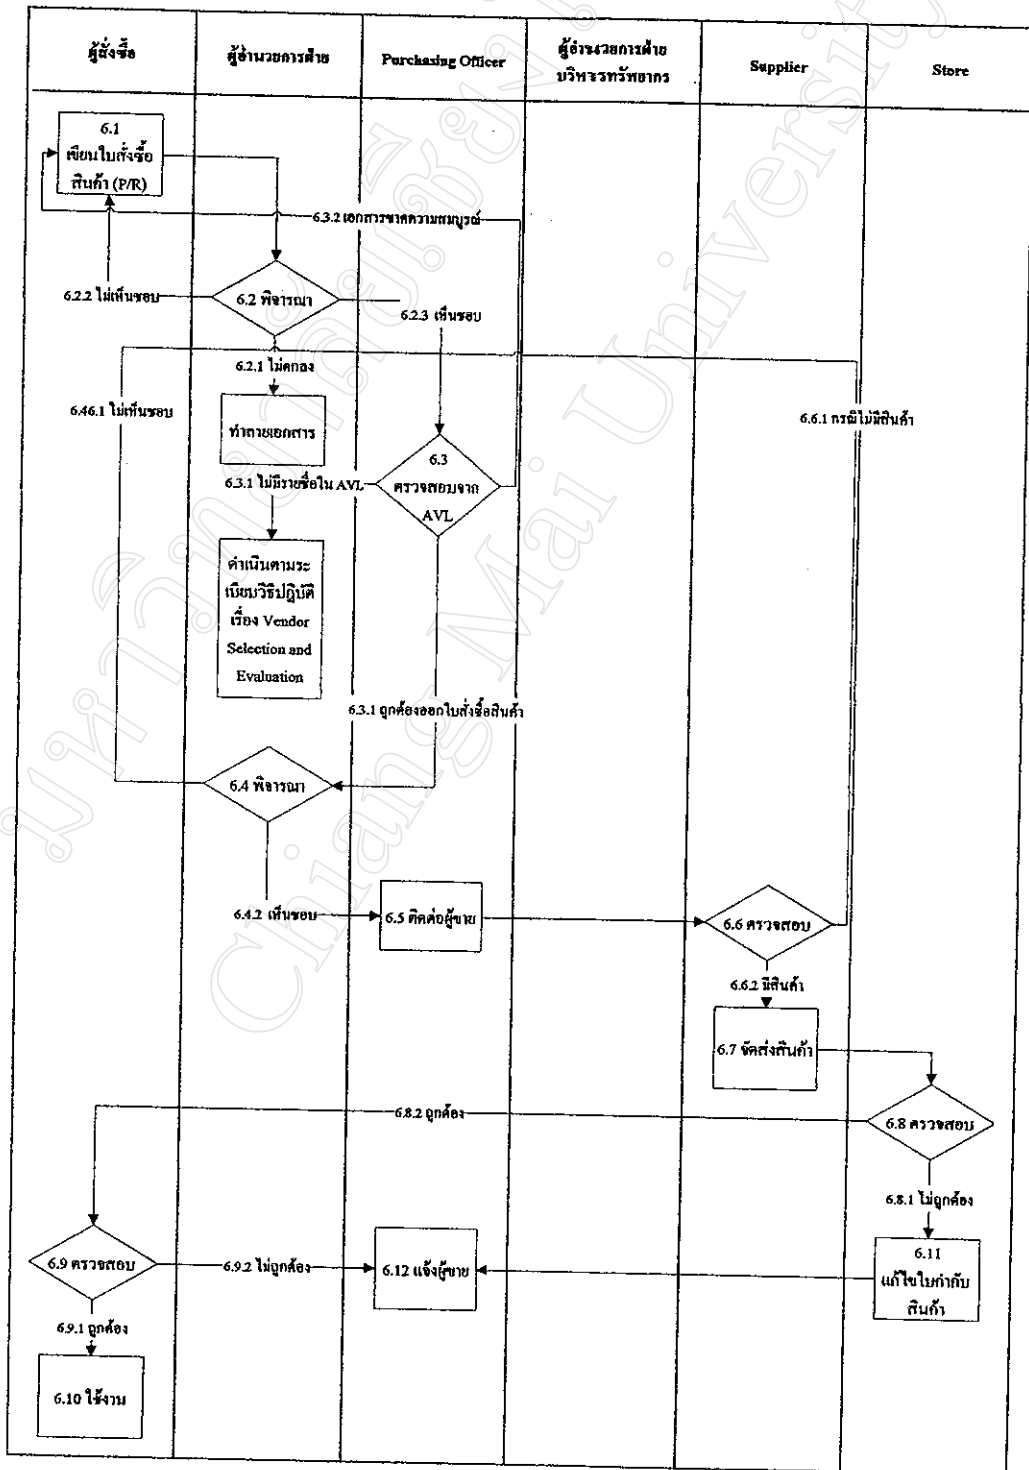 ผู้สั่งซื้อ
ผู้อำนวยการฝ่าย
Purchasing Officer
ผู้อำนวยการฝ่าย
บริหารทรัพยากร
Supplier
Store
6.1
เขียนใบสั่งซื้อ
สินค้า (P/R)
6.3.2 เอกสารขาดความสมบูรณ์
6.2.2 ไม่เห็นชอบ
6.2 พิจารณา
6.2.3 เห็นชอบ
6.2.1 ไม่ตกลง
6.46.1 ไม่เห็นชอบ
ทำลายเอกสาร
6.6.1 กรณีไม่มีสินค้า
6.3
ตรวจสอบจาก
AVL
6.3.1 ไม่มีรายชื่อใน AVL
ดำเนินตามระ
เบียบวิธีปฏิบัติ
เรื่อง Vendor
Selection and
Evaluation
6.3.1 ถูกต้องออกใบสั่งซื้อสินค้า
6.4 พิจารณา
6.4.2 เห็นชอบ
6.5 ติดต่อผู้ขาย
6.6 ตรวจสอบ
6.6.2 มีสินค้า
6.7 จัดส่งสินค้า
6.8.2 ถูกต้อง
6.8 ตรวจสอบ
6.8.1 ไม่ถูกต้อง
6.9 ตรวจสอบ
6.9.2 ไม่ถูกต้อง
6.12 แจ้งผู้ขาย
6.11
แก้ไขใบกำกับ
สินค้า
6.9.1 ถูกต้อง
6.10 ใช้งาน
มหาวิทยาลัยเชียงใหม่
Chiang Mai University